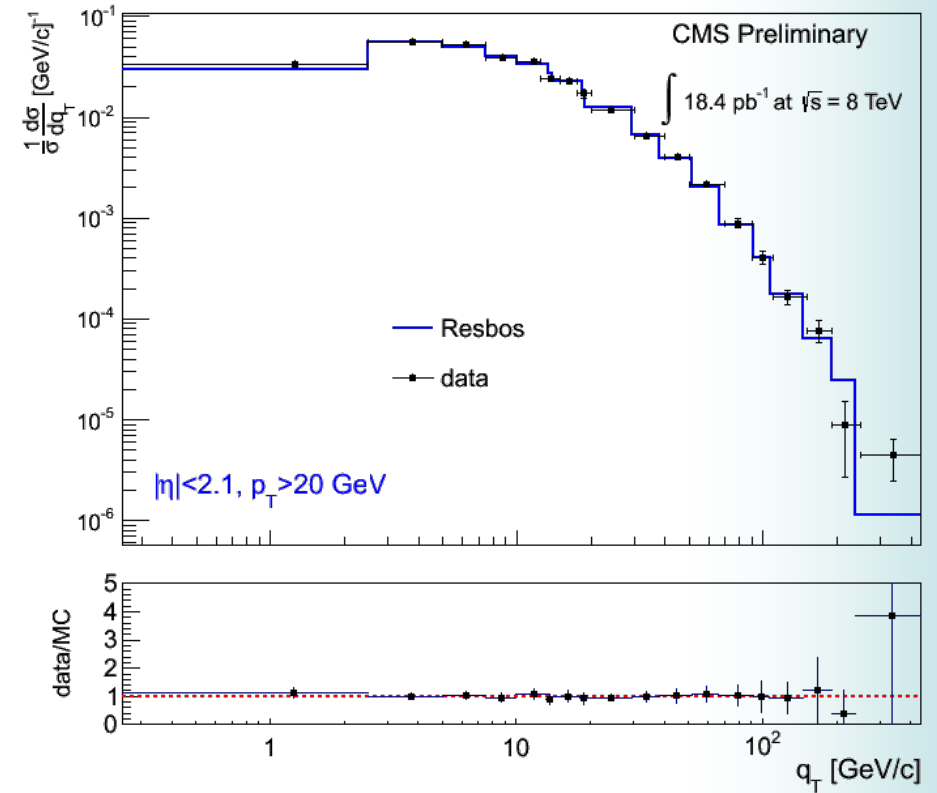 CMS Preliminary
∫ 18.4 pb⁻¹ at √s = 8 TeV
1/σ dσ/dq_T [GeV/c]⁻¹
10⁻¹
10⁻²
10⁻³
10⁻⁴
10⁻⁵
10⁻⁶
Resbos
data
|η|<2.1, p_T>20 GeV
data/MC
5
4
3
2
1
0
1 10 10²
q_T [GeV/c]